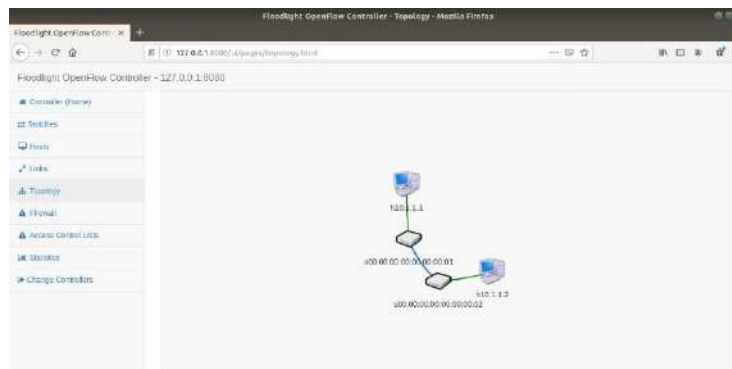 Floodlight OpenFlow Controller - Topology - Mozilla Firefox
Floodlight OpenFlow Contr
127.0.0.1:8080/ui/pages/topology.html
Floodlight OpenFlow Controller - 127.0.0.1:8080
Controller (Home)
Switches
Hosts
Links
Topology
Firewall
Access Control Lists
Statistics
Change Controllers
h10.1.1.1
s00:00:00:00:00:00:00:01
h10.1.1.2
s00:00:00:00:00:00:00:02